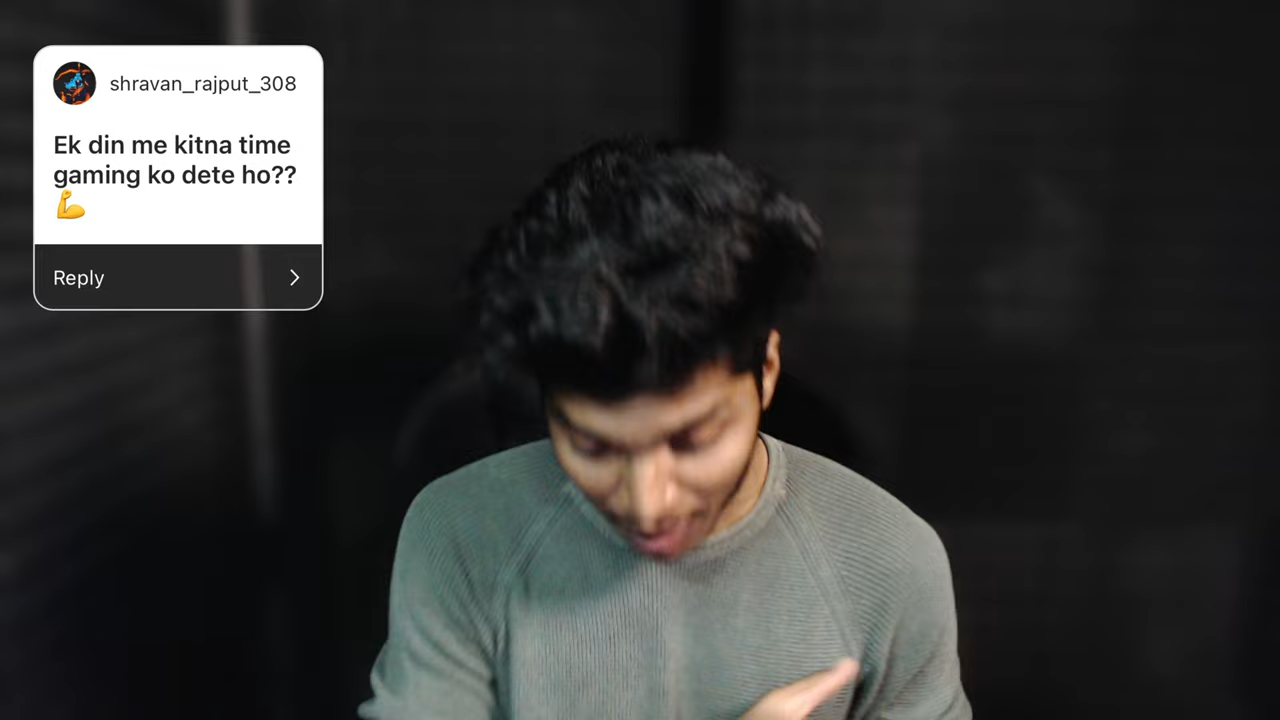 shravan_rajput_308
Ek din me kitna time
gaming ko dete ho??
💪
Reply